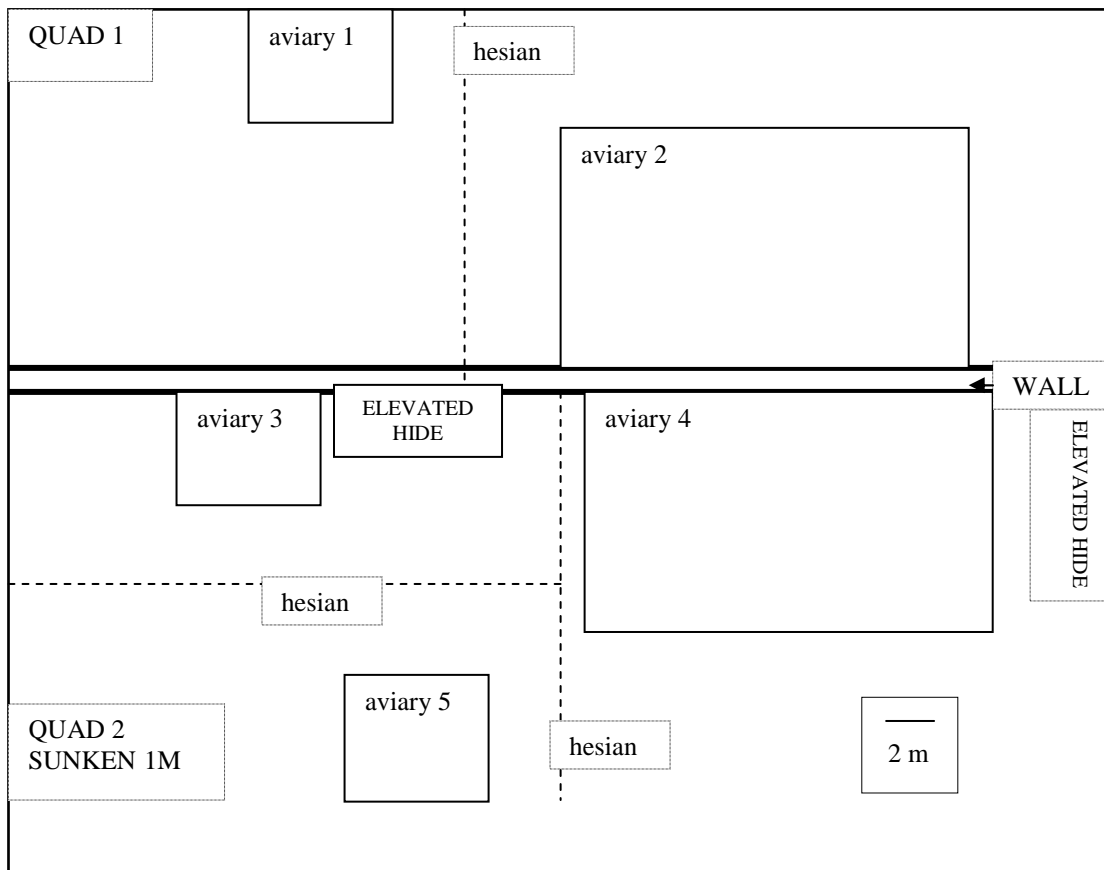 QUAD 1
aviary 1
hesian
aviary 2
WALL
aviary 3
ELEVATED
HIDE
aviary 4
ELEVATED HIDE
hesian
aviary 5
QUAD 2
SUNKEN 1M
hesian
2 m